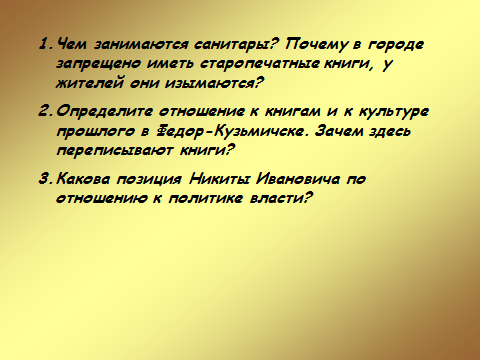 1. Чем занимаются санитары? Почему в городе
запрещено иметь старопечатные книги, у
жителей они изымаются?
2. Определите отношение к книгам и к культуре
прошлого в Федор-Кузьмичске. Зачем здесь
переписывают книги?
3. Какова позиция Никиты Ивановича по
отношению к политике власти?